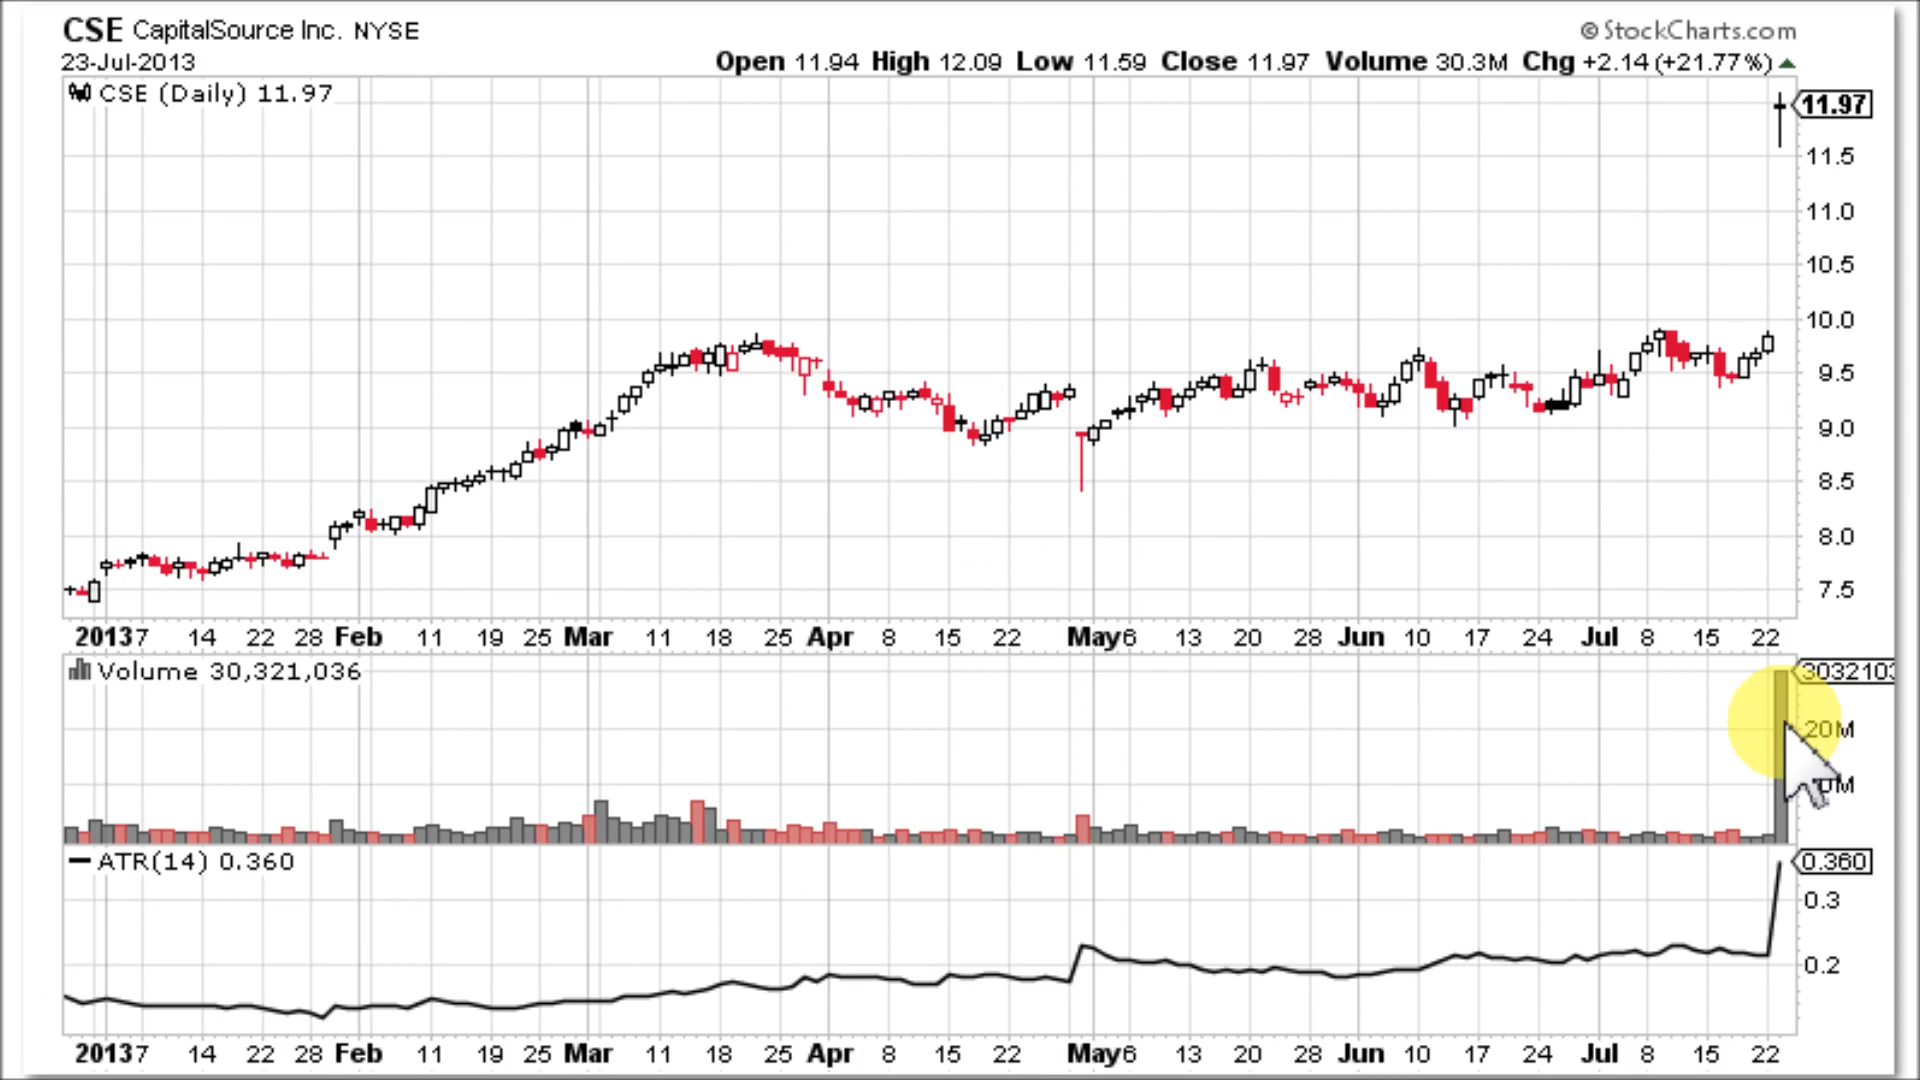 CSE CapitalSource Inc. NYSE
© StockCharts.com
23-Jul-2013
Open 11.94 High 12.09 Low 11.59 Close 11.97 Volume 30.3M Chg +2.14 (+21.77%)
CSE (Daily) 11.97
11.97
11.5
11.0
10.5
10.0
9.5
9.0
8.5
8.0
7.5
2013 7 14 22 28 Feb 11 19 25 Mar 11 18 25 Apr 8 15 22 May 6 13 20 28 Jun 10 17 24 Jul 8 15 22
Volume 30,321,036
3032103
20M
ATR(14) 0.360
0.360
0.3
0.2
2013 7 14 22 28 Feb 11 19 25 Mar 11 18 25 Apr 8 15 22 May 6 13 20 28 Jun 10 17 24 Jul 8 15 22